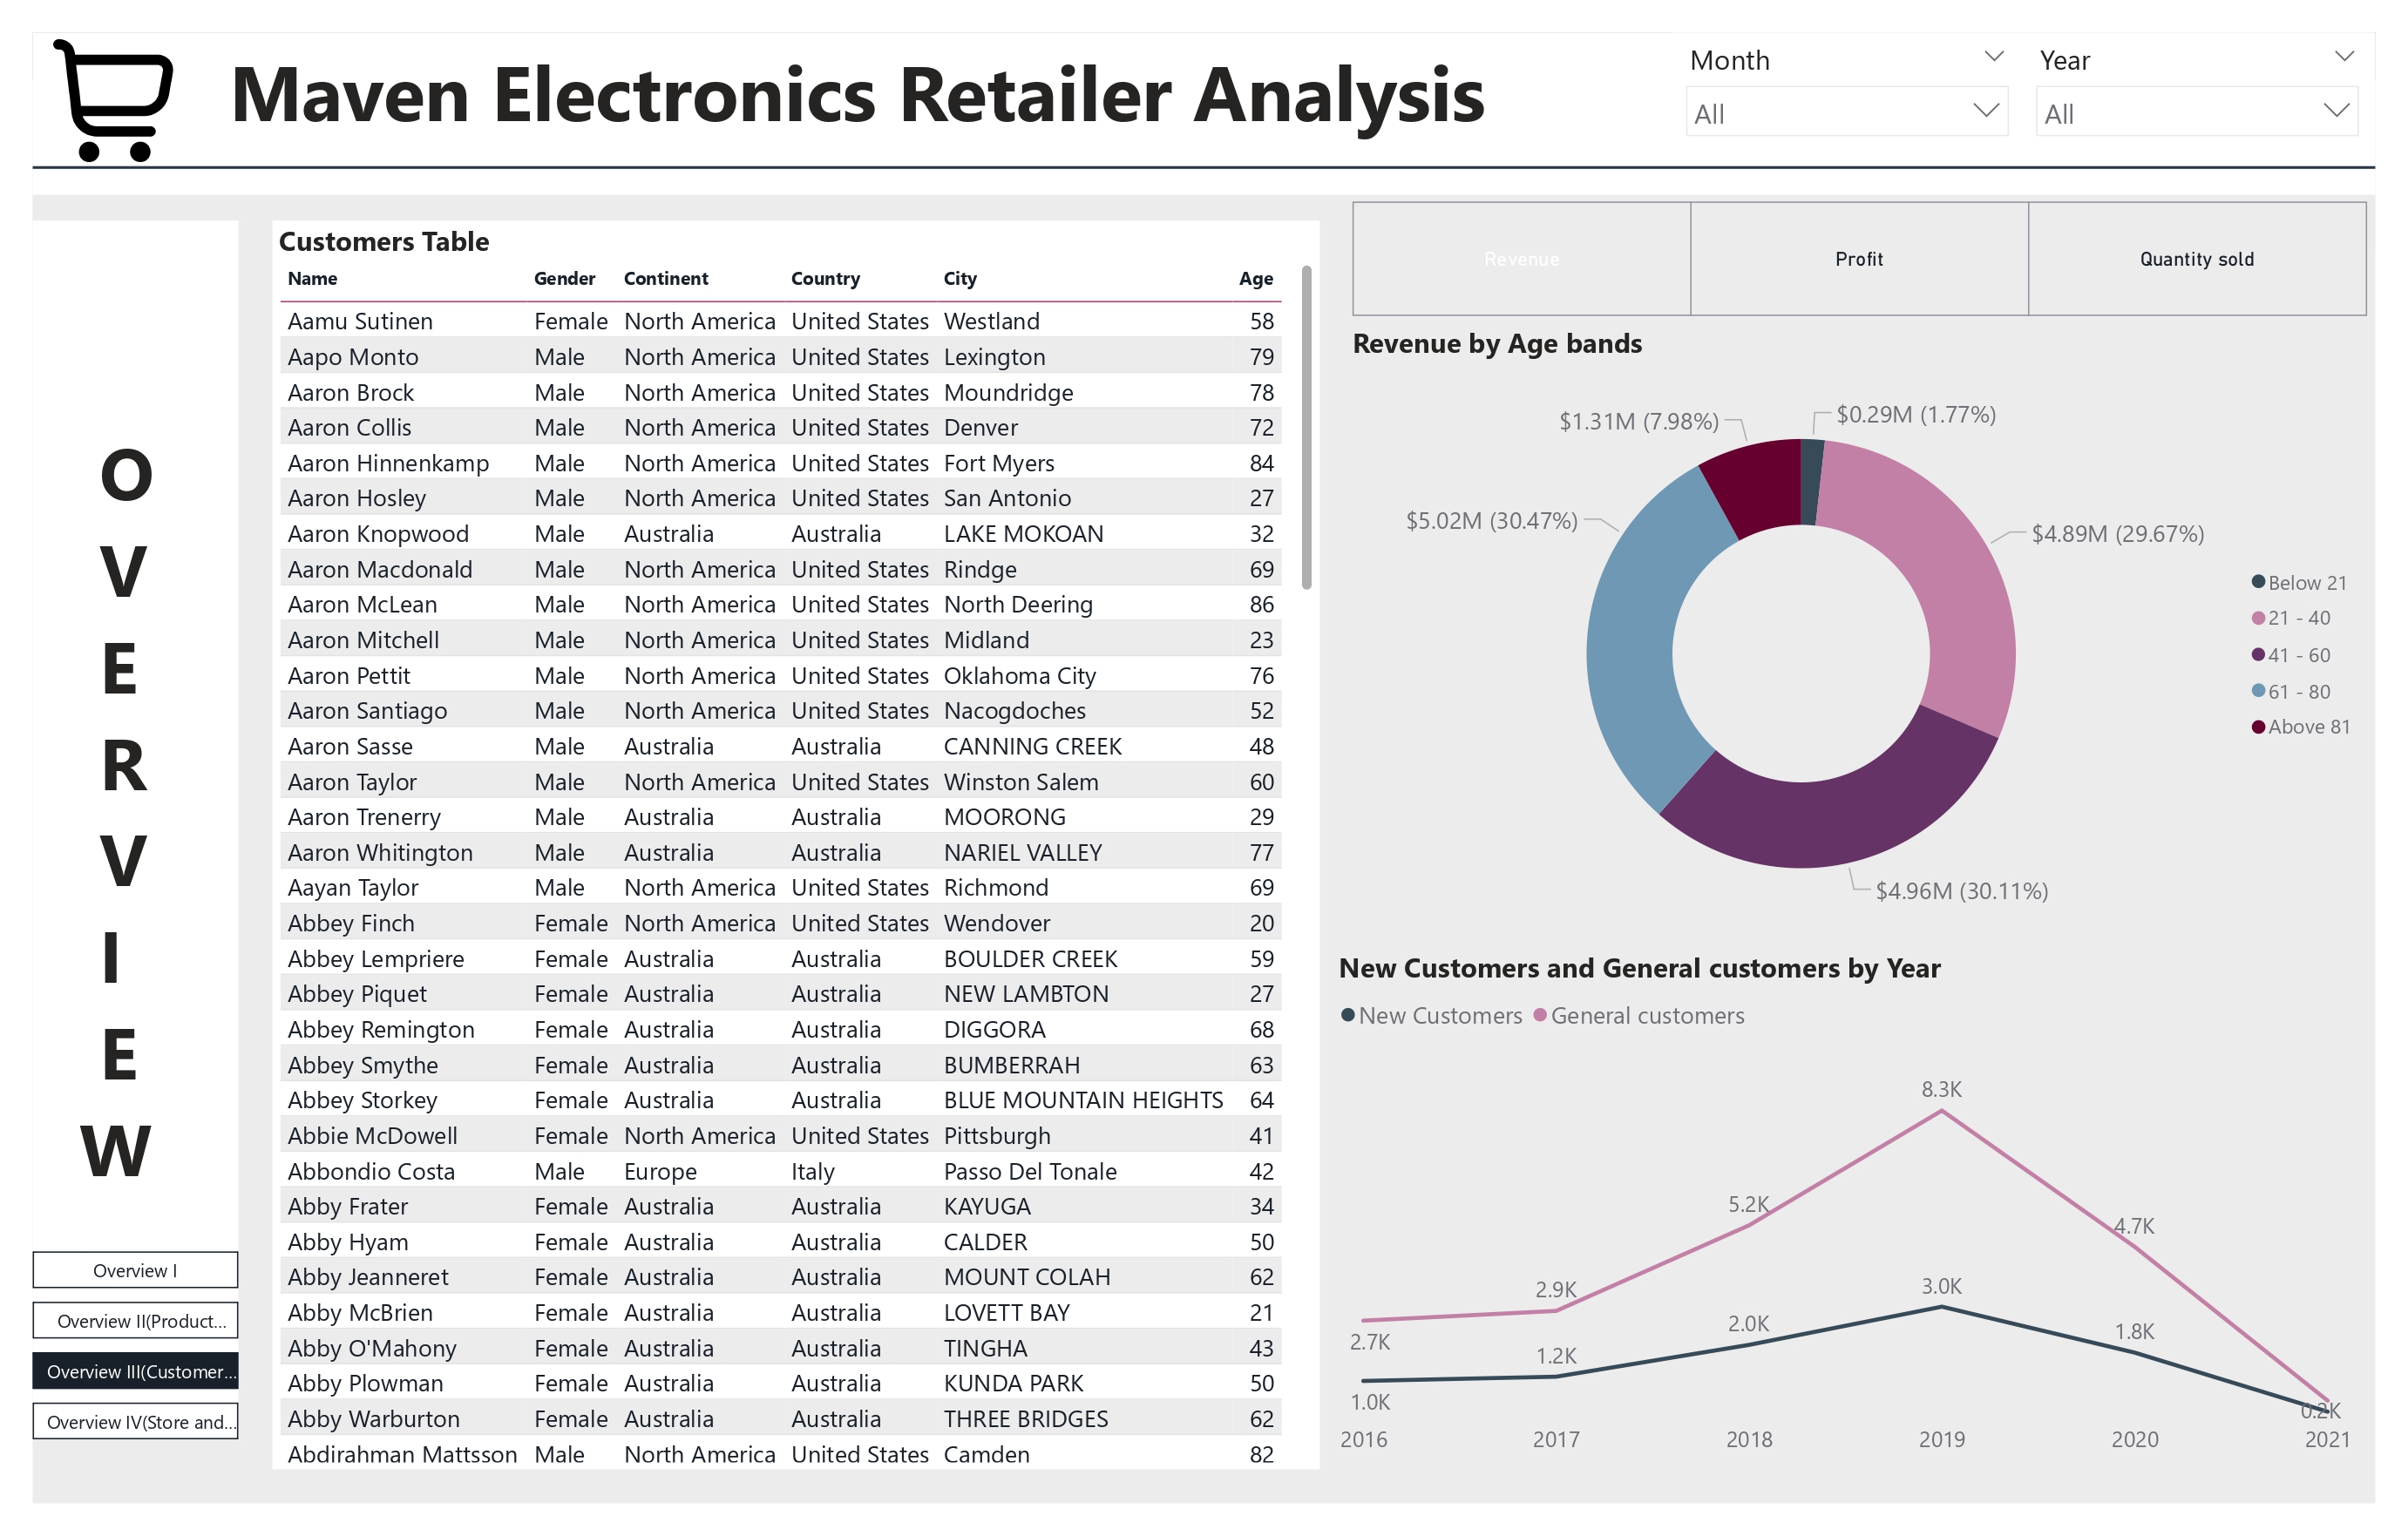 Maven Electronics Retailer Analysis
Month
All
Year
All
O
V
E
R
V
I
E
W
Overview I
Overview II(Product...
Overview III(Customer...
Overview IV(Store and...
Customers Table
Name Gender Continent Country City Age
Aamu Sutinen Female North America United States Westland 58
Aapo Monto Male North America United States Lexington 79
Aaron Brock Male North America United States Moundridge 78
Aaron Collis Male North America United States Denver 72
Aaron Hinnenkamp Male North America United States Fort Myers 84
Aaron Hosley Male North America United States San Antonio 27
Aaron Knopwood Male Australia Australia LAKE MOKOAN 32
Aaron Macdonald Male North America United States Rindge 69
Aaron McLean Male North America United States North Deering 86
Aaron Mitchell Male North America United States Midland 23
Aaron Pettit Male North America United States Oklahoma City 76
Aaron Santiago Male North America United States Nacogdoches 52
Aaron Sasse Male Australia Australia CANNING CREEK 48
Aaron Taylor Male North America United States Winston Salem 60
Aaron Trenerry Male Australia Australia MOORONG 29
Aaron Whitington Male Australia Australia NARIEL VALLEY 77
Aayan Taylor Male North America United States Richmond 69
Abbey Finch Female North America United States Wendover 20
Abbey Lempriere Female Australia Australia BOULDER CREEK 59
Abbey Piquet Female Australia Australia NEW LAMBTON 27
Abbey Remington Female Australia Australia DIGGORA 68
Abbey Smythe Female Australia Australia BUMBERRAH 63
Abbey Storkey Female Australia Australia BLUE MOUNTAIN HEIGHTS 64
Abbie McDowell Female North America United States Pittsburgh 41
Abbondio Costa Male Europe Italy Passo Del Tonale 42
Abby Frater Female Australia Australia KAYUGA 34
Abby Hyam Female Australia Australia CALDER 50
Abby Jeanneret Female Australia Australia MOUNT COLAH 62
Abby McBrien Female Australia Australia LOVETT BAY 21
Abby O'Mahony Female Australia Australia TINGHA 43
Abby Plowman Female Australia Australia KUNDA PARK 50
Abby Warburton Female Australia Australia THREE BRIDGES 62
Abdirahman Mattsson Male North America United States Camden 82
Revenue Profit Quantity sold
Revenue by Age bands
$1.31M (7.98%)
$0.29M (1.77%)
$5.02M (30.47%)
$4.89M (29.67%)
$4.96M (30.11%)
Below 21
21 - 40
41 - 60
61 - 80
Above 81
New Customers and General customers by Year
New Customers General customers
8.3K
5.2K
4.7K
2.9K
3.0K
2.7K
2.0K
1.8K
1.2K
1.0K
0.2K
2016 2017 2018 2019 2020 2021